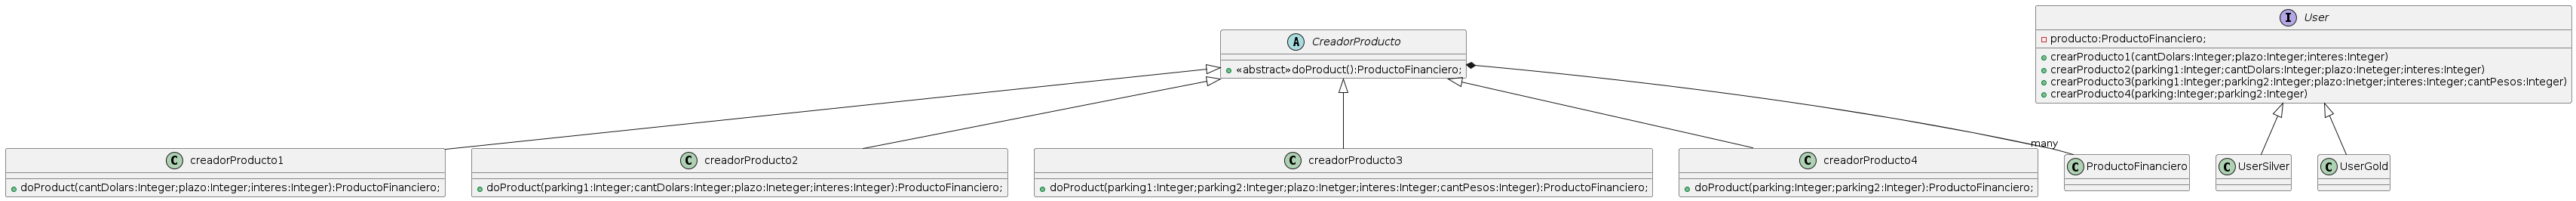 A CreadorProducto
«abstract»doProduct():ProductoFinanciero;
I User
producto:ProductoFinanciero;
crearProducto1(cantDolars:Integer;plazo:Integer;interes:Integer)
crearProducto2(parking1:Integer;cantDolars:Integer;plazo:Ineteger;interes:Integer)
crearProducto3(parking1:Integer;parking2:Integer;plazo:Inetger;interes:Integer;cantPesos:Integer)
crearProducto4(parking:Integer;parking2:Integer)
many
C creadorProducto1
doProduct(cantDolars:Integer;plazo:Integer;interes:Integer):ProductoFinanciero;
C creadorProducto2
doProduct(parking1:Integer;cantDolars:Integer;plazo:Ineteger;interes:Integer):ProductoFinanciero;
C creadorProducto3
doProduct(parking1:Integer;parking2:Integer;plazo:Inetger;interes:Integer;cantPesos:Integer):ProductoFinanciero;
C creadorProducto4
doProduct(parking:Integer;parking2:Integer):ProductoFinanciero;
C ProductoFinanciero
C UserSilver
C UserGold